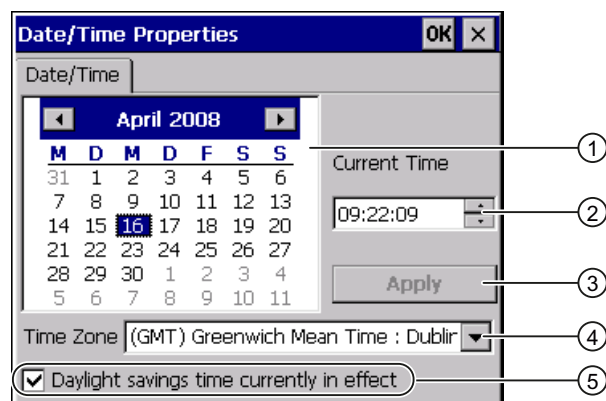 Date/Time Properties OK ×
Date/Time
April 2008
M D M D F S S
31 1 2 3 4 5 6
7 8 9 10 11 12 13
14 15 16 17 18 19 20
21 22 23 24 25 26 27
28 29 30 1 2 3 4
5 6 7 8 9 10 11
1
Current Time
09:22:09
2
Apply
3
Time Zone (GMT) Greenwich Mean Time : Dublir
4
Daylight savings time currently in effect
5